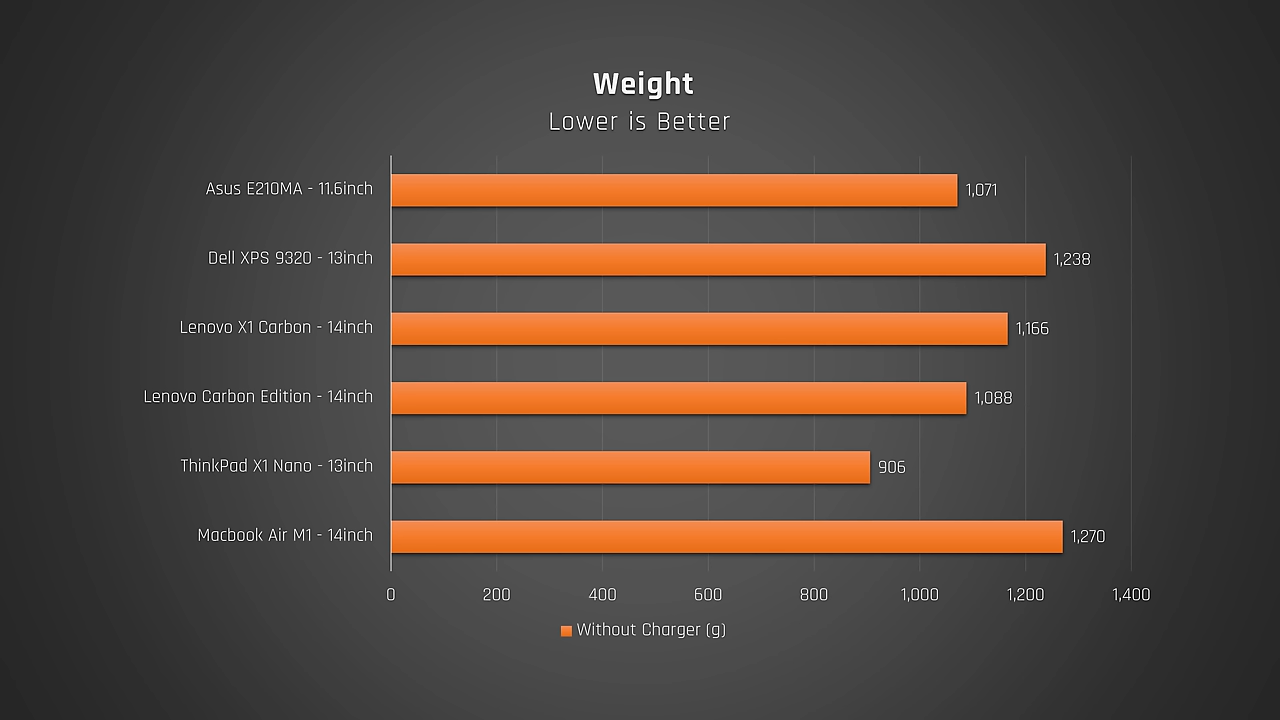 Weight
Lower is Better
Asus E210MA - 11.6inch
1,071
Dell XPS 9320 - 13inch
1,238
Lenovo X1 Carbon - 14inch
1,166
Lenovo Carbon Edition - 14inch
1,088
ThinkPad X1 Nano - 13inch
906
Macbook Air M1 - 14inch
1,270
0 200 400 600 800 1,000 1,200 1,400
Without Charger (g)